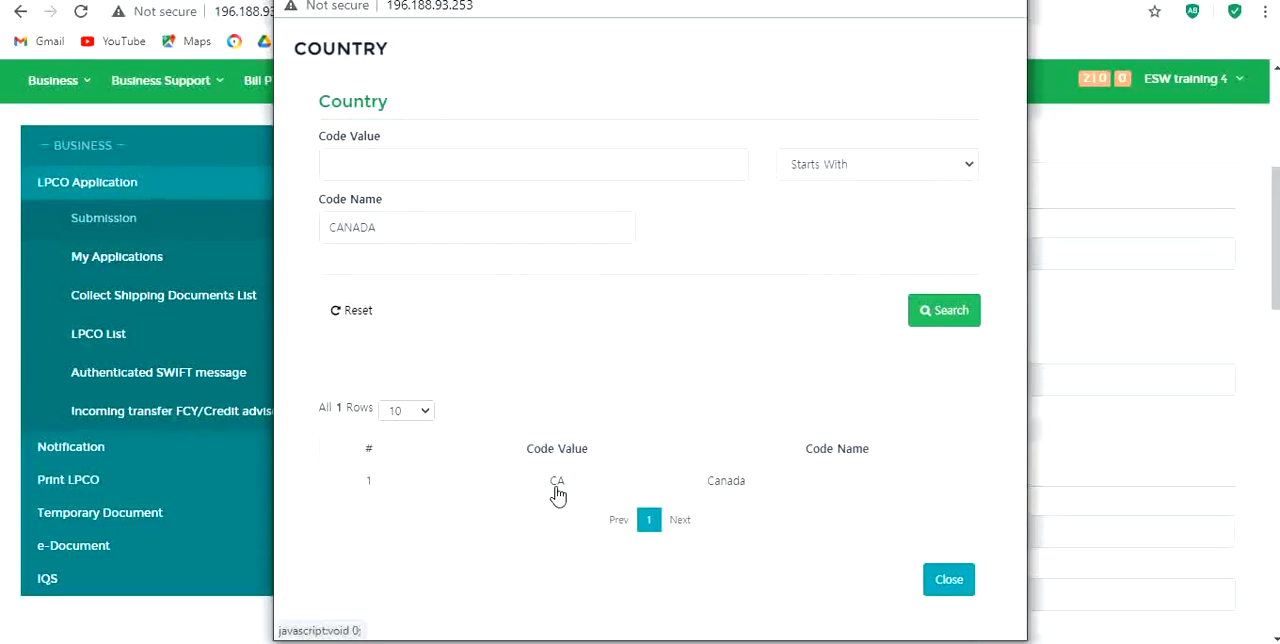 Not secure | 196.188.93
Not secure | 196.188.93.253
Gmail YouTube Maps
Business Business Support Bill P
210 0 ESW training 4
— BUSINESS —
LPCO Application
Submission
My Applications
Collect Shipping Documents List
LPCO List
Authenticated SWIFT message
Incoming transfer FCY/Credit advis
Notification
Print LPCO
Temporary Document
e-Document
IQS
COUNTRY
Country
Code Value
Starts With
Code Name
CANADA
Reset
Search
All 1 Rows 10
# Code Value Code Name
1 CA Canada
Prev 1 Next
Close
javascript:void 0;